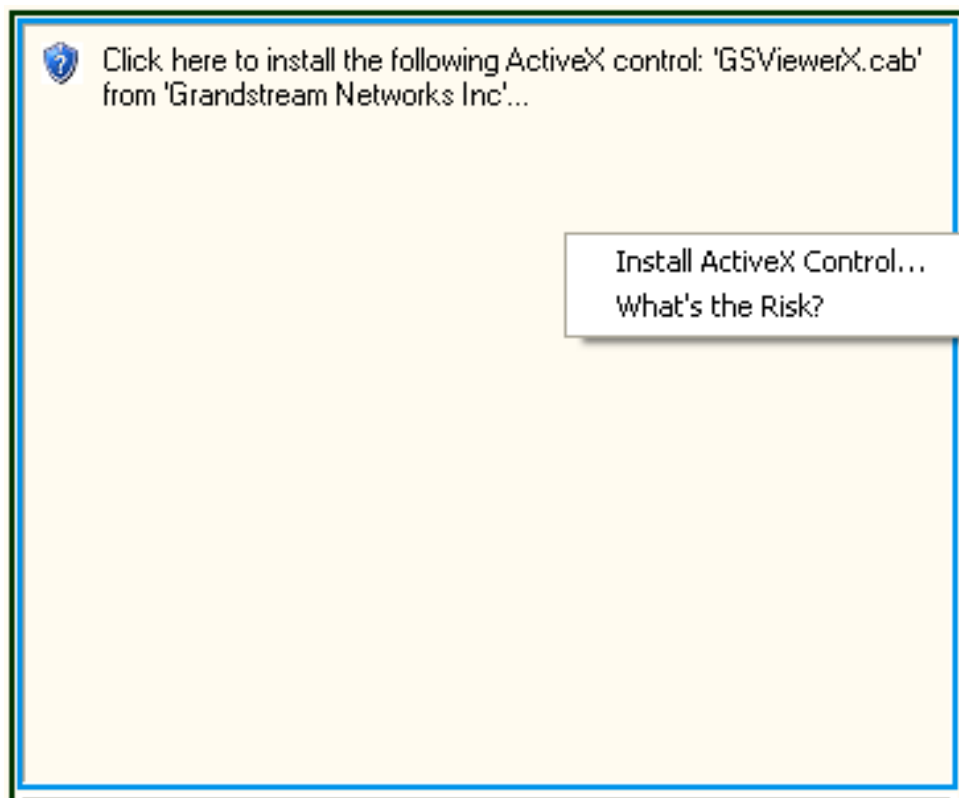 Click here to install the following ActiveX control: 'GSViewerX.cab'
from 'Grandstream Networks Inc'...
Install ActiveX Control...
What's the Risk?